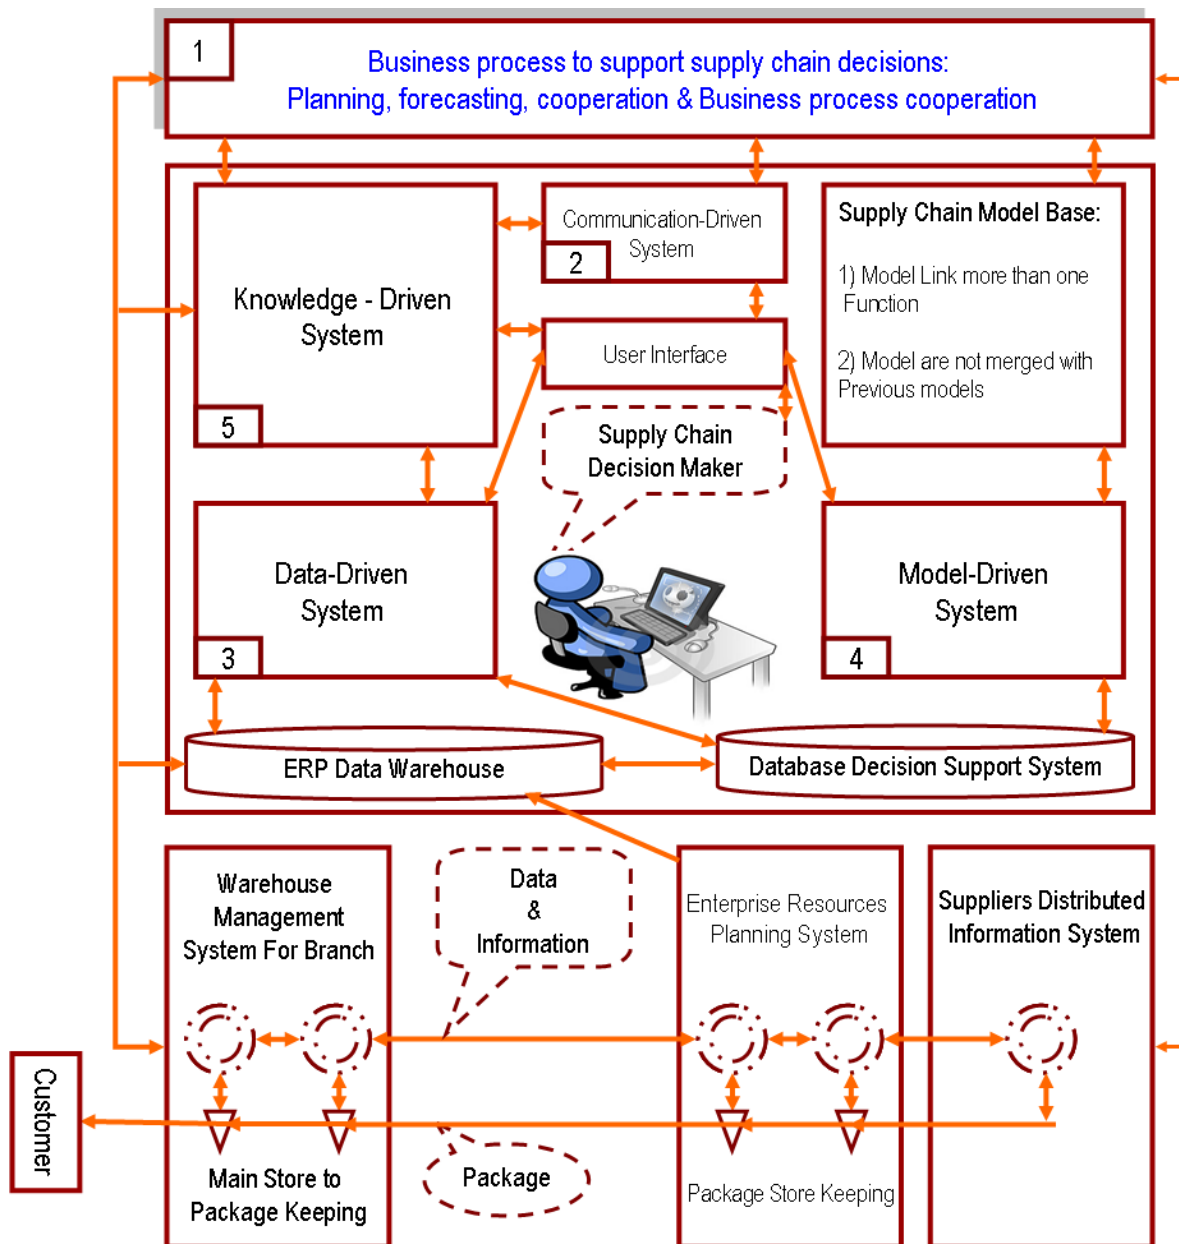 1
Business process to support supply chain decisions:
Planning, forecasting, cooperation & Business process cooperation
Knowledge - Driven
System
5
Communication-Driven
System
2
User Interface
Supply Chain Model Base:
1) Model Link more than one
Function
2) Model are not merged with
Previous models
Supply Chain
Decision Maker
Data-Driven
System
3
Model-Driven
System
4
ERP Data Warehouse
Database Decision Support System
Warehouse
Management
System For Branch
Data
&
Information
Enterprise Resources
Planning System
Suppliers Distributed
Information System
Customer
Main Store to
Package Keeping
Package
Package Store Keeping